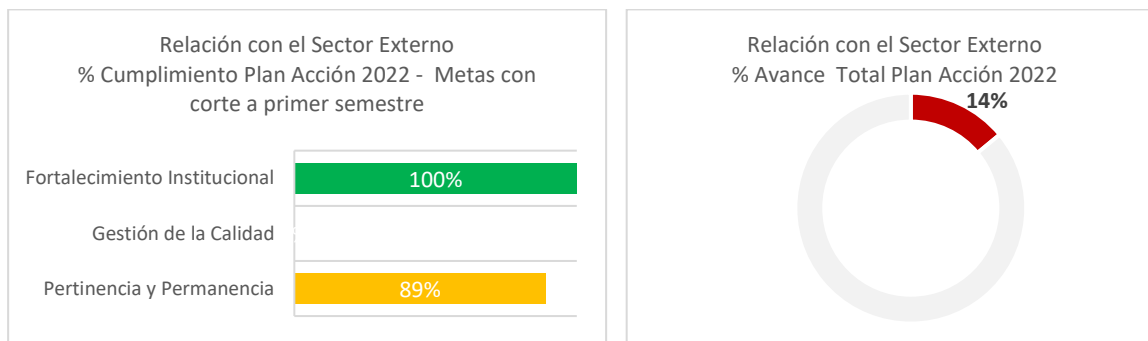 Relación con el Sector Externo
% Cumplimiento Plan Acción 2022 - Metas con
corte a primer semestre
Fortalecimiento Institucional
100%
Gestión de la Calidad
Pertinencia y Permanencia
89%
Relación con el Sector Externo
% Avance Total Plan Acción 2022
14%